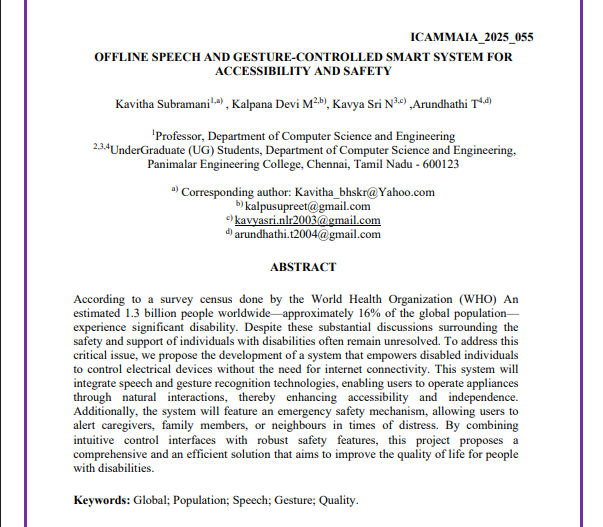 ICAMMAIA_2025_055
OFFLINE SPEECH AND GESTURE-CONTROLLED SMART SYSTEM FOR
ACCESSIBILITY AND SAFETY
Kavitha Subramani1,a) , Kalpana Devi M2,b), Kavya Sri N3,c) ,Arundhathi T4,d)
1Professor, Department of Computer Science and Engineering
2,3,4UnderGraduate (UG) Students, Department of Computer Science and Engineering,
Panimalar Engineering College, Chennai, Tamil Nadu - 600123
a) Corresponding author: Kavitha_bhskr@Yahoo.com
b) kalpusupreet@gmail.com
c) kavyasri.nlr2003@gmail.com
d) arundhathi.t2004@gmail.com
ABSTRACT
According to a survey census done by the World Health Organization (WHO) An
estimated 1.3 billion people worldwide—approximately 16% of the global population—
experience significant disability. Despite these substantial discussions surrounding the
safety and support of individuals with disabilities often remain unresolved. To address this
critical issue, we propose the development of a system that empowers disabled individuals
to control electrical devices without the need for internet connectivity. This system will
integrate speech and gesture recognition technologies, enabling users to operate appliances
through natural interactions, thereby enhancing accessibility and independence.
Additionally, the system will feature an emergency safety mechanism, allowing users to
alert caregivers, family members, or neighbours in times of distress. By combining
intuitive control interfaces with robust safety features, this project proposes a
comprehensive and an efficient solution that aims to improve the quality of life for people
with disabilities.
Keywords: Global; Population; Speech; Gesture; Quality.